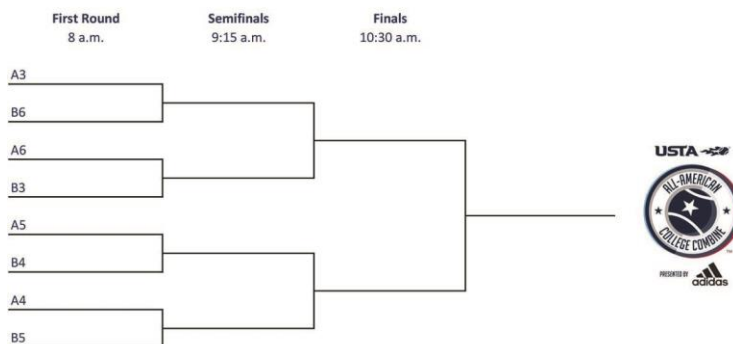 First Round
8 a.m.
Semifinals
9:15 a.m.
Finals
10:30 a.m.
A3
B6
A6
B3
A5
B4
A4
B5
USTA
ALL-AMERICAN
COLLEGE COMBINE
PRESENTED BY
adidas